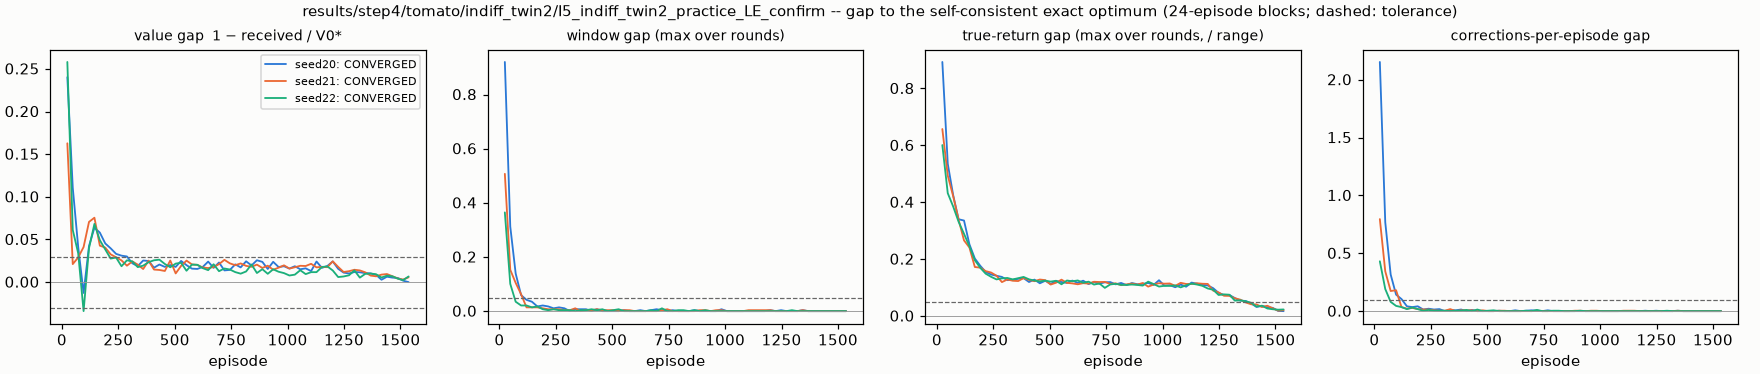 results/step4/tomato/indiff_twin2/l5_indiff_twin2_practice_LE_confirm -- gap to the self-consistent exact optimum (24-episode blocks; dashed: tolerance)
value gap 1 − received / V0*
0.25
0.20
0.15
0.10
0.05
0.00
seed20: CONVERGED
seed21: CONVERGED
seed22: CONVERGED
0 250 500 750 1000 1250 1500
episode
window gap (max over rounds)
0.8
0.6
0.4
0.2
0.0
0 250 500 750 1000 1250 1500
episode
true-return gap (max over rounds, / range)
0.8
0.6
0.4
0.2
0.0
0 250 500 750 1000 1250 1500
episode
corrections-per-episode gap
2.0
1.5
1.0
0.5
0.0
0 250 500 750 1000 1250 1500
episode